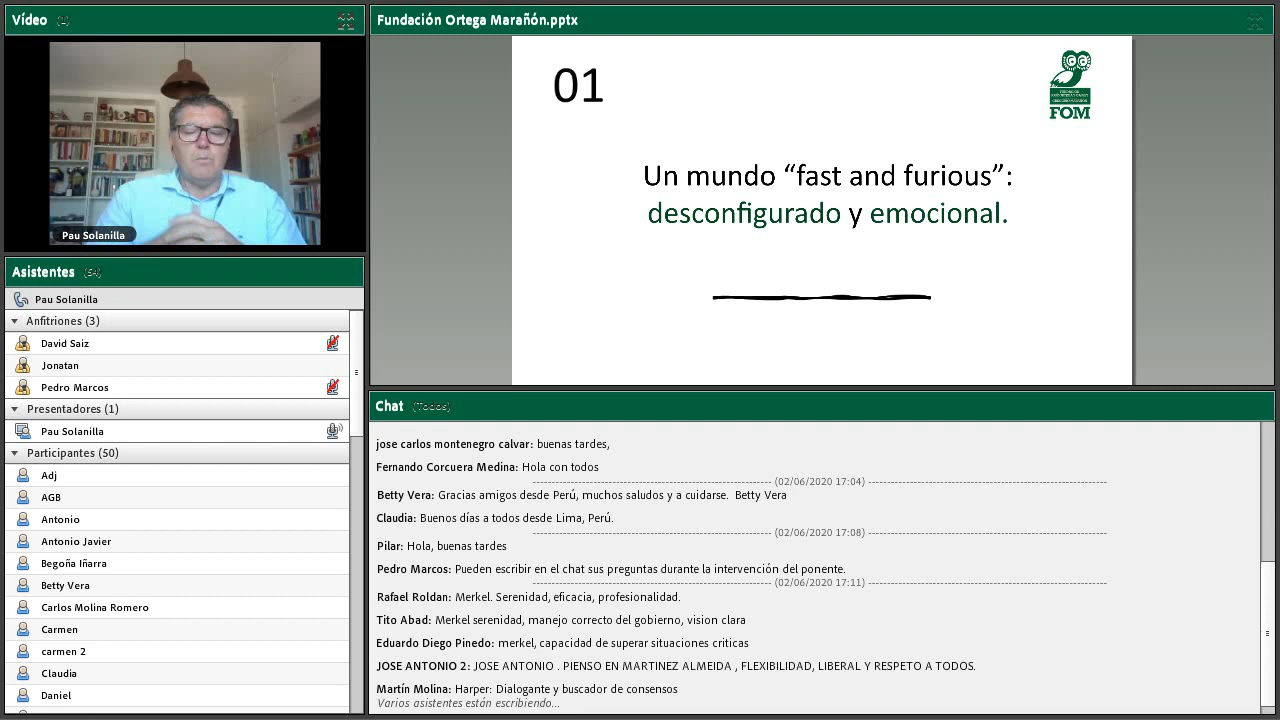 Vídeo (1)
Pau Solanilla
Asistentes (54)
Pau Solanilla
Anfitriones (3)
David Saiz
Jonatan
Pedro Marcos
Presentadores (1)
Pau Solanilla
Participantes (50)
Adj
AGB
Antonio
Antonio Javier
Begoña Iñarra
Betty Vera
Carlos Molina Romero
Carmen
carmen 2
Claudia
Daniel
Fundación Ortega Marañón.pptx
01
FOM
Un mundo “fast and furious”:
desconfigurado y emocional.
Chat (Todos)
jose carlos montenegro calvar: buenas tardes,
Fernando Corcuera Medina: Hola con todos
(02/06/2020 17:04)
Betty Vera: Gracias amigos desde Perú, muchos saludos y a cuidarse. Betty Vera
Claudia: Buenos días a todos desde Lima, Perú.
(02/06/2020 17:08)
Pilar: Hola, buenas tardes
Pedro Marcos: Pueden escribir en el chat sus preguntas durante la intervención del ponente.
(02/06/2020 17:11)
Rafael Roldan: Merkel. Serenidad, eficacia, profesionalidad.
Tito Abad: Merkel serenidad, manejo correcto del gobierno, vision clara
Eduardo Diego Pinedo: merkel, capacidad de superar situaciones criticas
JOSE ANTONIO 2: JOSE ANTONIO . PIENSO EN MARTINEZ ALMEIDA , FLEXIBILIDAD, LIBERAL Y RESPETO A TODOS.
Martín Molina: Harper: Dialogante y buscador de consensos
Varios asistentes están escribiendo...